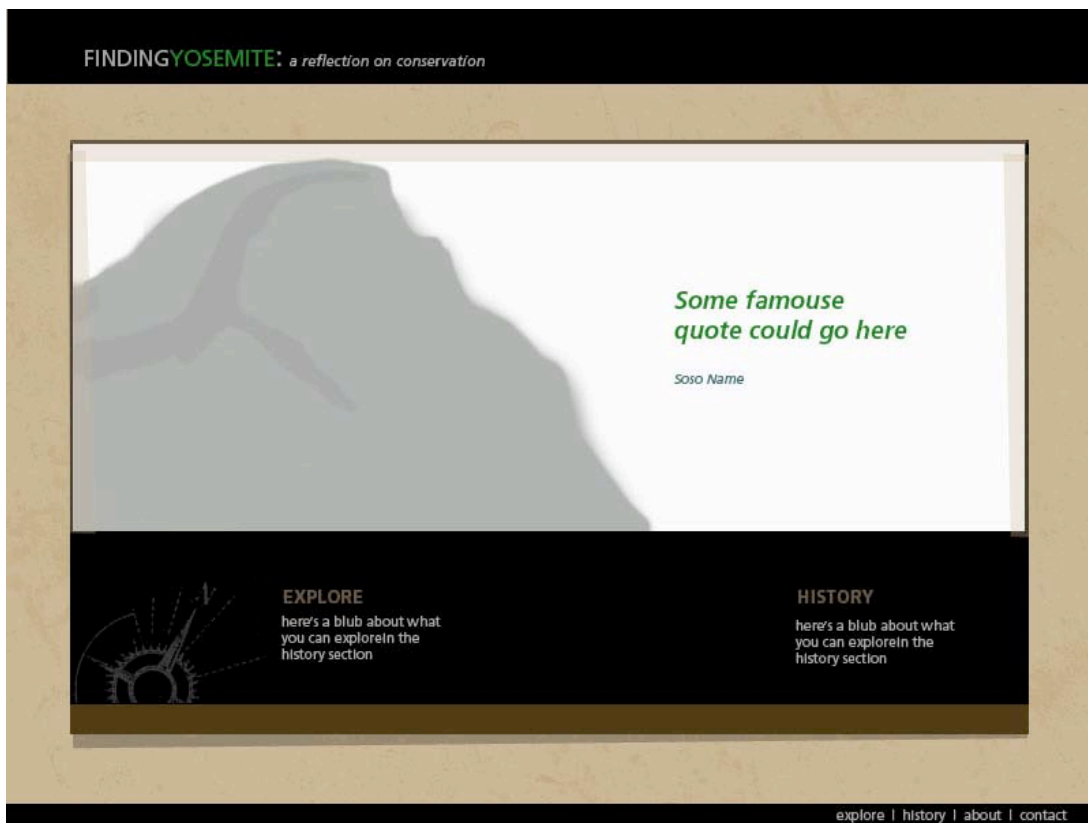 FINDINGYOSEMITE: a reflection on conservation
Some famouse
quote could go here
Soso Name
EXPLORE
here's a blub about what
you can explorein the
history section
HISTORY
here's a blub about what
you can explorein the
history section
N
explore | history | about | contact